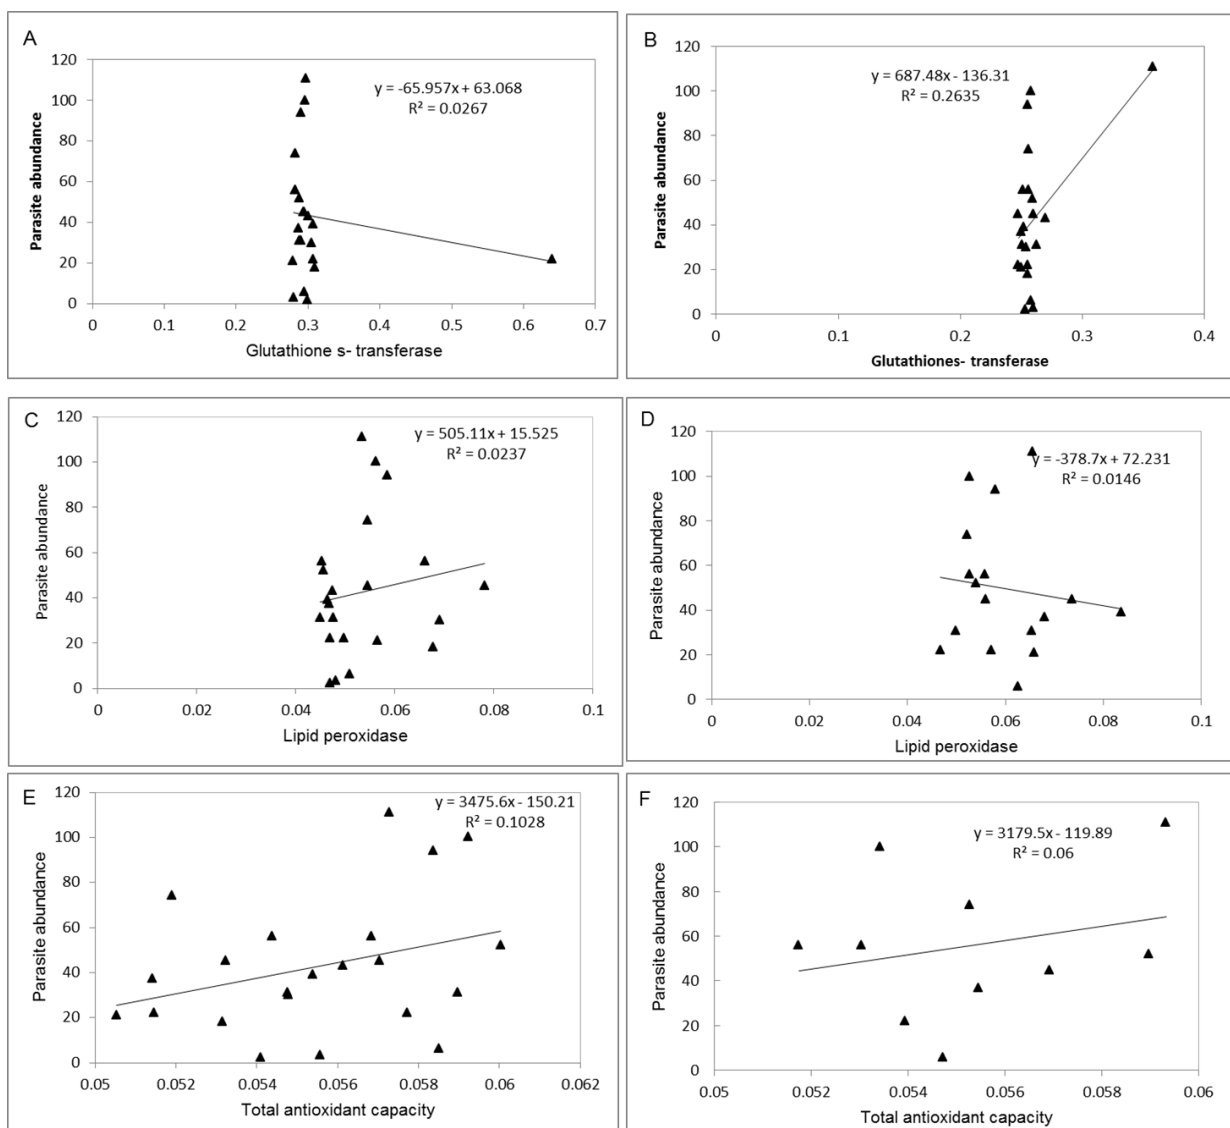 A
y = -65.957x + 63.068
R² = 0.0267
Parasite abundance
120
100
80
60
40
20
0
0 0.1 0.2 0.3 0.4 0.5 0.6 0.7
Glutathione s- transferase
B
y = 687.48x - 136.31
R² = 0.2635
Parasite abundance
120
100
80
60
40
20
0
0 0.1 0.2 0.3 0.4
Glutathiones- transferase
C
y = 505.11x + 15.525
R² = 0.0237
Parasite abundance
120
100
80
60
40
20
0
0 0.02 0.04 0.06 0.08 0.1
Lipid peroxidase
D
y = -378.7x + 72.231
R² = 0.0146
Parasite abundance
120
100
80
60
40
20
0
0 0.02 0.04 0.06 0.08 0.1
Lipid peroxidase
E
y = 3475.6x - 150.21
R² = 0.1028
Parasite abundance
120
100
80
60
40
20
0
0.05 0.052 0.054 0.056 0.058 0.06 0.062
Total antioxidant capacity
F
y = 3179.5x - 119.89
R² = 0.06
Parasite abundance
120
100
80
60
40
20
0
0.05 0.052 0.054 0.056 0.058 0.06
Total antioxidant capacity